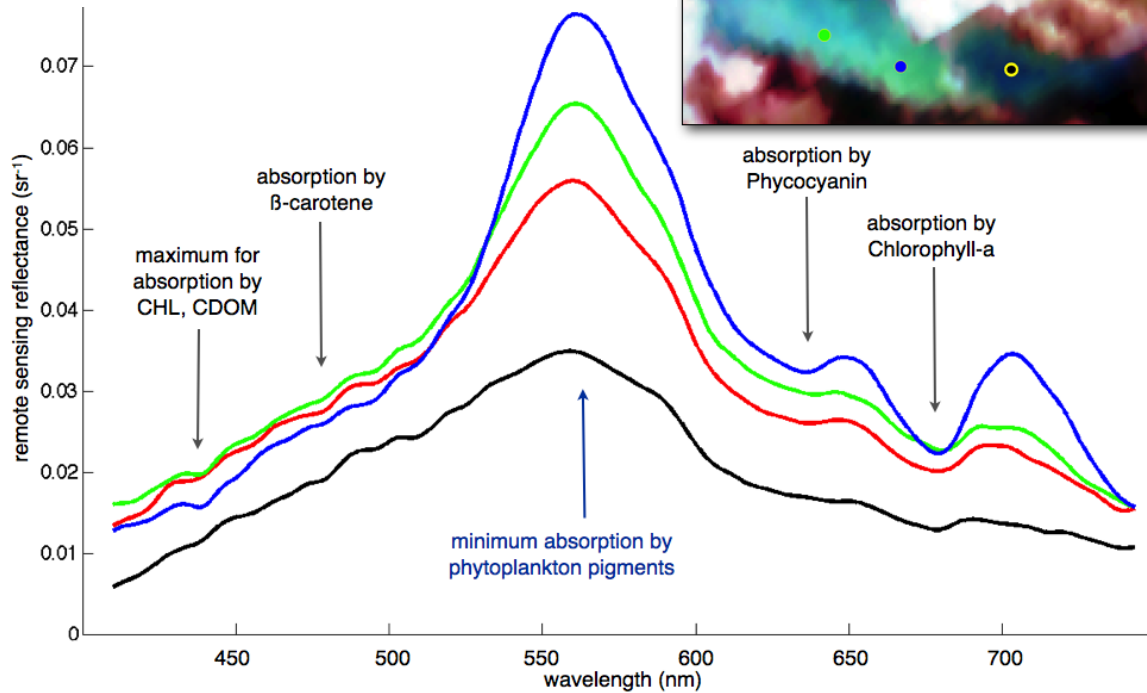 0.07
0.06
0.05
0.04
0.03
0.02
0.01
0
remote sensing reflectance (sr-1)
maximum for
absorption by
CHL, CDOM
absorption by
ß-carotene
absorption by
Phycocyanin
absorption by
Chlorophyll-a
minimum absorption by
phytoplankton pigments
450 500 550 600 650 700
wavelength (nm)